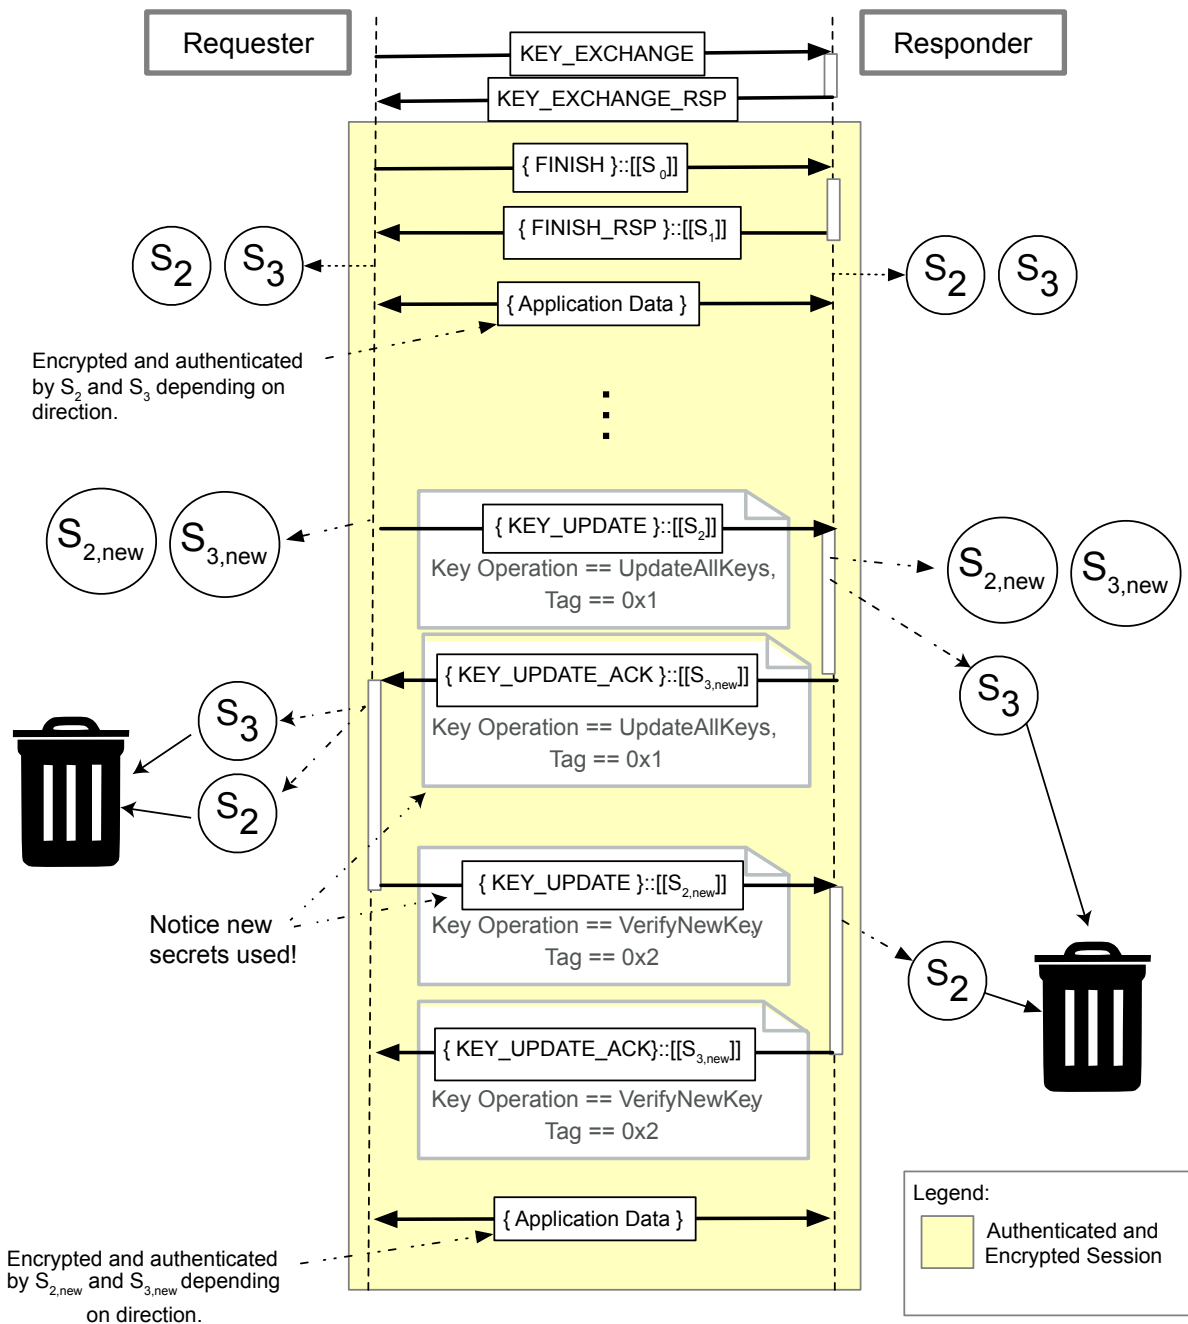 Requester
Responder
KEY_EXCHANGE
KEY_EXCHANGE_RSP
{ FINISH }::[[S0]]
{ FINISH_RSP }::[[S1]]
S2
S3
S2
S3
{ Application Data }
Encrypted and authenticated
by S2 and S3 depending on
direction.
S2,new
S3,new
{ KEY_UPDATE }::[[S2]]
Key Operation == UpdateAllKeys,
Tag == 0x1
S2,new
S3,new
{ KEY_UPDATE_ACK }::[[S3,new]]
Key Operation == UpdateAllKeys,
Tag == 0x1
S3
S3
S2
{ KEY_UPDATE }::[[S2,new]]
Key Operation == VerifyNewKey,
Tag == 0x2
Notice new
secrets used!
S2
{ KEY_UPDATE_ACK}::[[S3,new]]
Key Operation == VerifyNewKey,
Tag == 0x2
{ Application Data }
Encrypted and authenticated
by S2,new and S3,new depending
on direction.
Legend:
Authenticated and
Encrypted Session